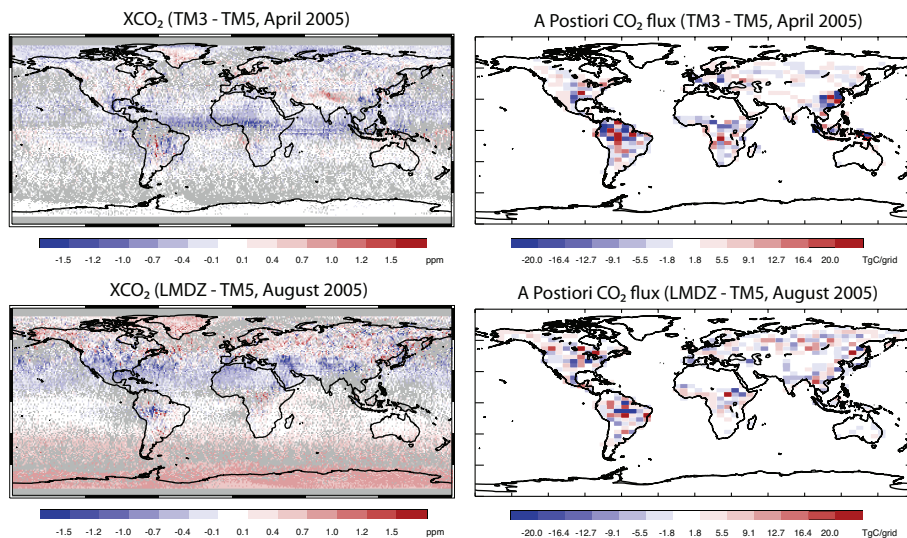 XCO₂ (TM3 - TM5, April 2005)
A Postiori CO₂ flux (TM3 - TM5, April 2005)
-1.5 -1.2 -1.0 -0.7 -0.4 -0.1 0.1 0.4 0.7 1.0 1.2 1.5
ppm
-20.0 -16.4 -12.7 -9.1 -5.5 -1.8 1.8 5.5 9.1 12.7 16.4 20.0
TgC/grid
XCO₂ (LMDZ - TM5, August 2005)
A Postiori CO₂ flux (LMDZ - TM5, August 2005)
-1.5 -1.2 -1.0 -0.7 -0.4 -0.1 0.1 0.4 0.7 1.0 1.2 1.5
ppm
-20.0 -16.4 -12.7 -9.1 -5.5 -1.8 1.8 5.5 9.1 12.7 16.4 20.0
TgC/grid